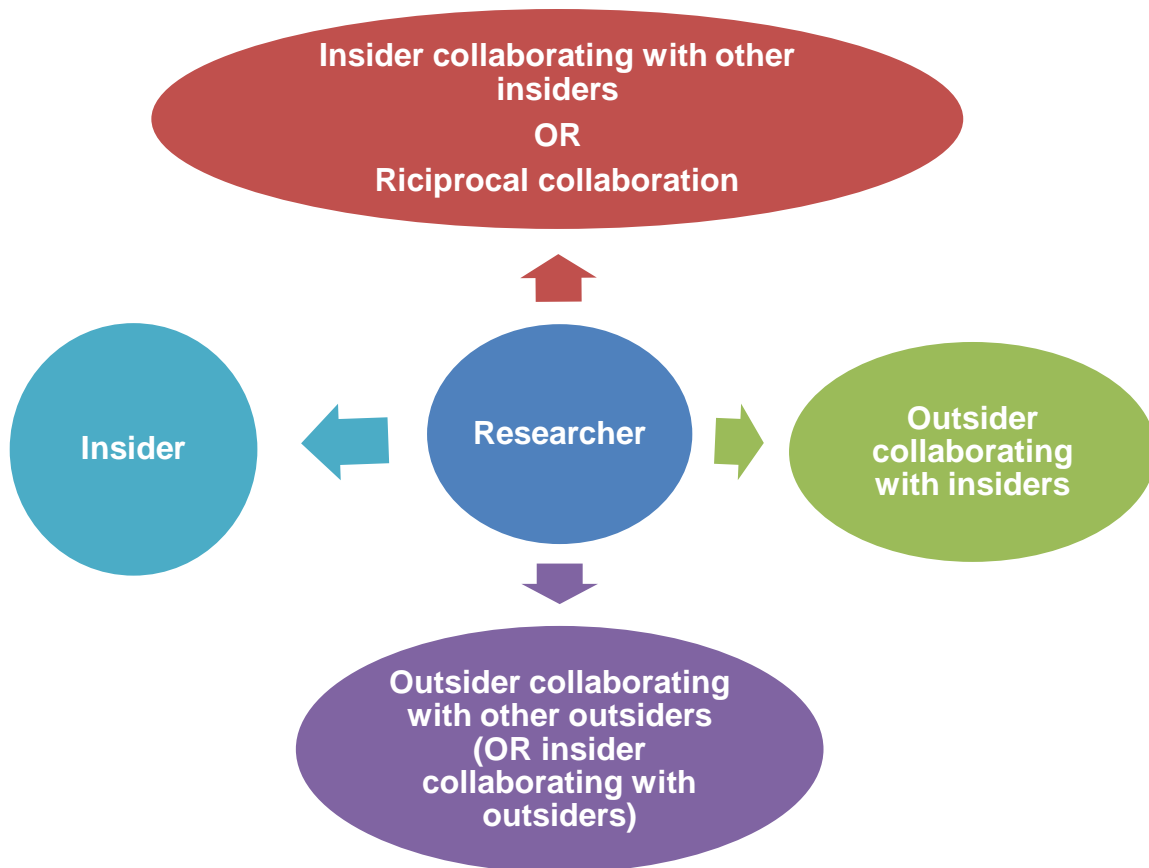 Insider collaborating with other
insiders
OR
Riciprocal collaboration
Insider
Researcher
Outsider
collaborating
with insiders
Outsider collaborating
with other outsiders
(OR insider
collaborating with
outsiders)